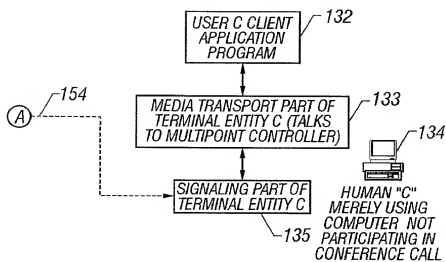 132
USER C CLIENT
APPLICATION
PROGRAM
154
A
133
MEDIA TRANSPORT PART OF
TERMINAL ENTITY C (TALKS
TO MULTIPOINT CONTROLLER)
134
SIGNALING PART OF
TERMINAL ENTITY C
135
HUMAN "C"
MERELY USING
COMPUTER NOT
PARTICIPATING IN
CONFERENCE CALL